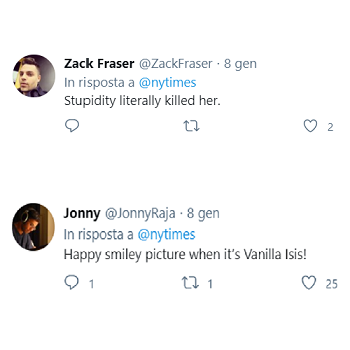 Zack Fraser @ZackFraser · 8 gen
In risposta a @nytimes
Stupidity literally killed her.
2
Jonny @JonnyRaja · 8 gen
In risposta a @nytimes
Happy smiley picture when it's Vanilla Isis!
1 1 25